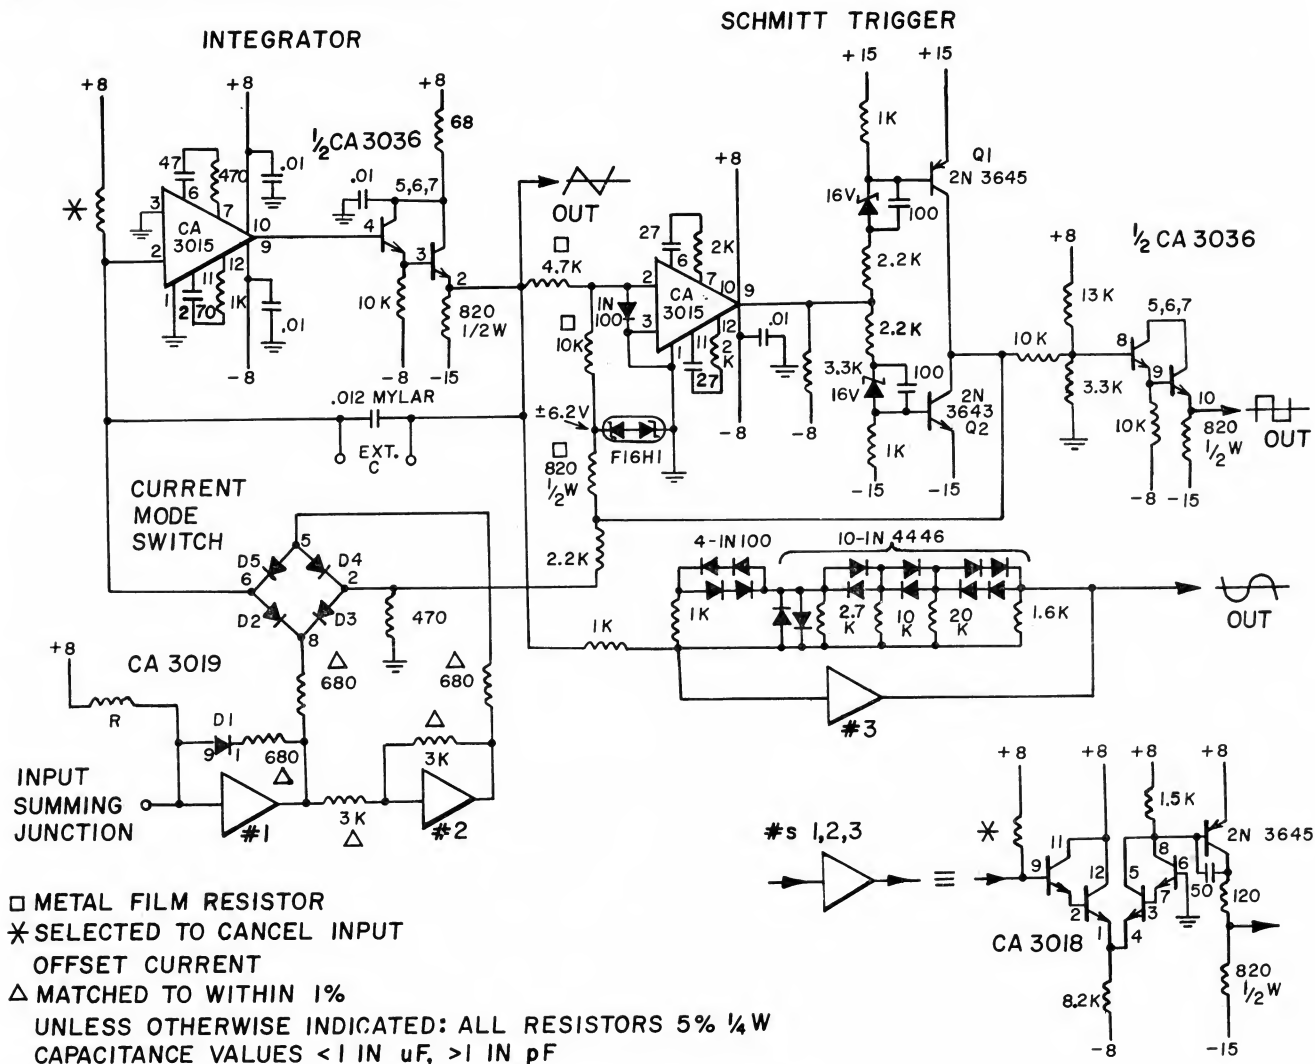 INTEGRATOR
SCHMITT TRIGGER
+8
+8
+8
68
1/2 CA 3036
47
470
.01
.01
5,6,7
6
7
3
CA
3015
2
10
9
12
11
1
270
1K
.01
4
3
2
10K
820
1/2W
-8
-8
-15
*
OUT
□
4.7K
□
10K
1N
100
27
2K
+8
2
6
7
CA
3015
10
9
3
12
11
1
2
K
27
.01
-8
-8
3.3K
+15
+15
1K
Q1
2N 3645
16V
100
2.2K
2.2K
100
16V
2N
3643
Q2
1K
-15
-15
1/2 CA 3036
+8
13K
10K
3.3K
5,6,7
8
9
10
10K
820
1/2W
-8
-15
OUT
.012 MYLAR
EXT.
C
±6.2V
F16H1
□
820
1/2W
2.2K
CURRENT
MODE
SWITCH
5
D5
D4
6
2
D2
D3
8
470
CA 3019
△
680
△
680
+8
R
D1
9
1
680
△
△
3K
INPUT
SUMMING
JUNCTION
#1
3K
△
#2
4-1N100
10-1N 4446
1K
1K
2.7
K
10
K
20
K
1.6K
OUT
#3
#s 1,2,3
≡
+8
+8
+8
*
1.5K
2N 3645
11
9
12
5
8
6
2
1
3
7
4
50
120
CA 3018
8.2K
820
1/2W
-8
-15
□ METAL FILM RESISTOR
* SELECTED TO CANCEL INPUT
OFFSET CURRENT
△ MATCHED TO WITHIN 1%
UNLESS OTHERWISE INDICATED: ALL RESISTORS 5% 1/4W
CAPACITANCE VALUES <1 IN uF, >1 IN pF